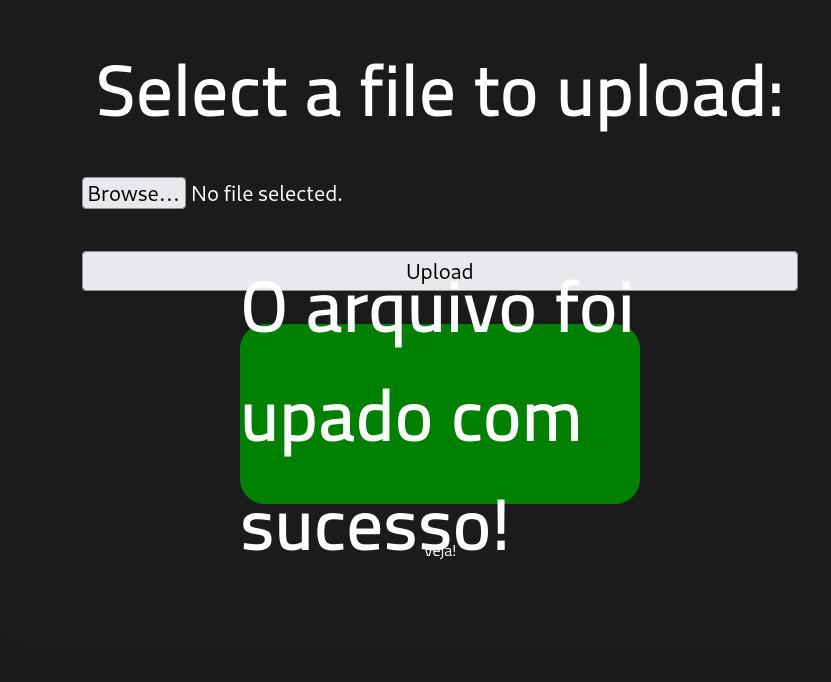 Select a file to upload:
Browse... No file selected.
Upload
O arquivo foi
upado com
sucesso!
Veja!